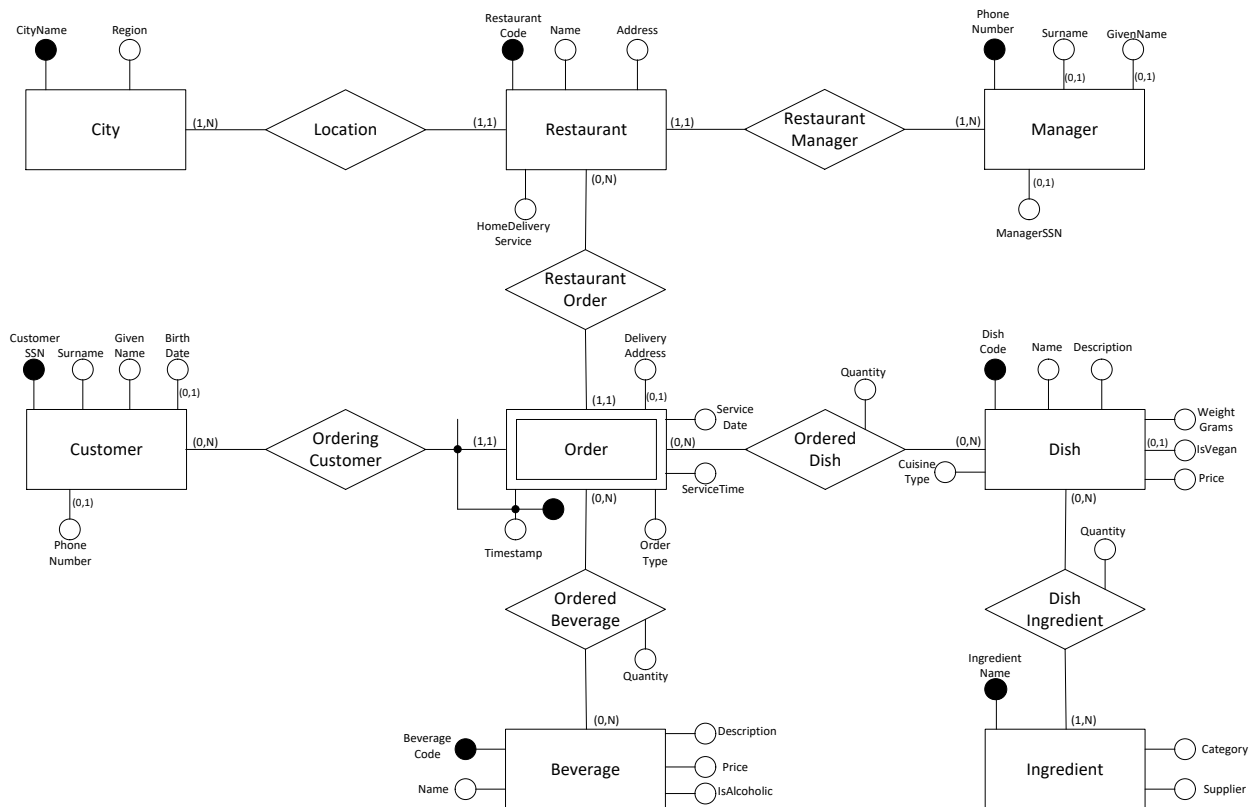 CityName
Region
Restaurant
Code
Name
Address
Phone
Number
Surname
GivenName
(0,1)
(0,1)
City
(1,N)
Location
(1,1)
Restaurant
(1,1)
Restaurant
Manager
(1,N)
Manager
(0,N)
(0,1)
HomeDelivery
Service
ManagerSSN
Restaurant
Order
Customer
SSN
Surname
Given
Name
Birth
Date
(0,1)
Delivery
Address
(0,1)
Dish
Code
Name
Description
Quantity
(1,1)
Service
Date
Weight
Grams
Customer
(0,N)
Ordering
Customer
(1,1)
Order
(0,N)
Ordered
Dish
(0,N)
Dish
(0,1)
IsVegan
Cuisine
Type
Price
ServiceTime
(0,1)
(0,N)
(0,N)
Phone
Number
Timestamp
Order
Type
Quantity
Ordered
Beverage
Dish
Ingredient
Quantity
Ingredient
Name
(0,N)
(1,N)
Beverage
Code
Description
Beverage
Price
Name
IsAlcoholic
Ingredient
Category
Supplier